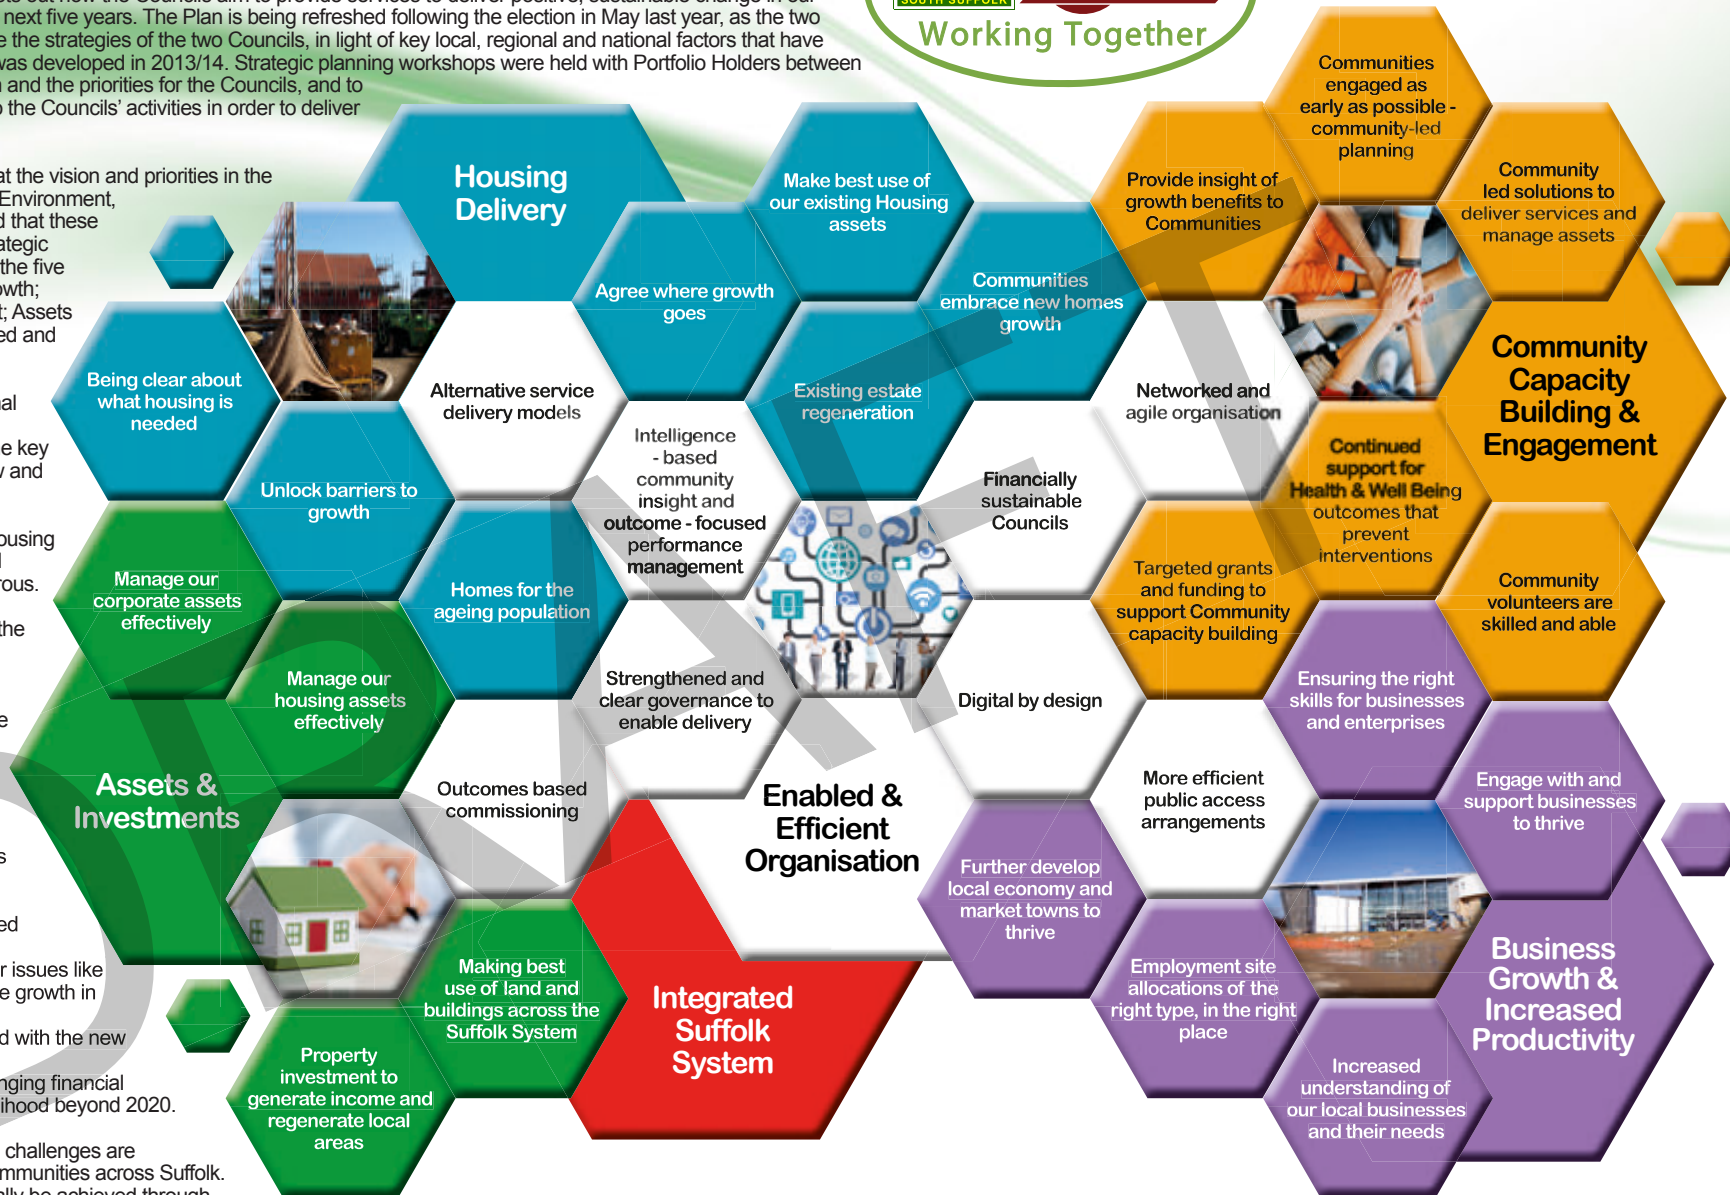 next five years. The Plan is being refreshed following the election in May last year, as the two
e the strategies of the two Councils, in light of key local, regional and national factors that have
was developed in 2013/14. Strategic planning workshops were held with Portfolio Holders between
and the priorities for the Councils, and to
the Councils' activities in order to deliver
at the vision and priorities in the
Environment,
d that these
ategic
the five
owth;
t; Assets
ed and
nal
e key
v and
ousing
rous.
the
e
s
ed
r issues like
e growth in
d with the new
nging financial
lihood beyond 2020.
challenges are
mmunities across Suffolk.
ally be achieved through
SOUTH SUFFOLK
Working Together
Housing
Delivery
Make best use of
our existing Housing
assets
Agree where growth
goes
Communities
embrace new homes
growth
Existing estate
regeneration
Being clear about
what housing is
needed
Unlock barriers to
growth
Homes for the
ageing population
Provide insight of
growth benefits to
Communities
Communities
engaged as
early as possible -
community-led
planning
Community
led solutions to
deliver services and
manage assets
Community
Capacity
Building &
Engagement
Continued
support for
Health & Well Being
outcomes that
prevent
interventions
Targeted grants
and funding to
support Community
capacity building
Community
volunteers are
skilled and able
Alternative service
delivery models
Intelligence
- based
community
insight and
outcome - focused
performance
management
Networked and
agile organisation
Financially
sustainable
Councils
Strengthened and
clear governance to
enable delivery
Digital by design
Outcomes based
commissioning
More efficient
public access
arrangements
Enabled &
Efficient
Organisation
Manage our
corporate assets
effectively
Manage our
housing assets
effectively
Assets &
Investments
Making best
use of land and
buildings across the
Suffolk System
Property
investment to
generate income and
regenerate local
areas
Integrated
Suffolk
System
Ensuring the right
skills for businesses
and enterprises
Engage with and
support businesses
to thrive
Further develop
local economy and
market towns to
thrive
Employment site
allocations of the
right type, in the right
place
Increased
understanding of
our local businesses
and their needs
Business
Growth &
Increased
Productivity
DRAFT